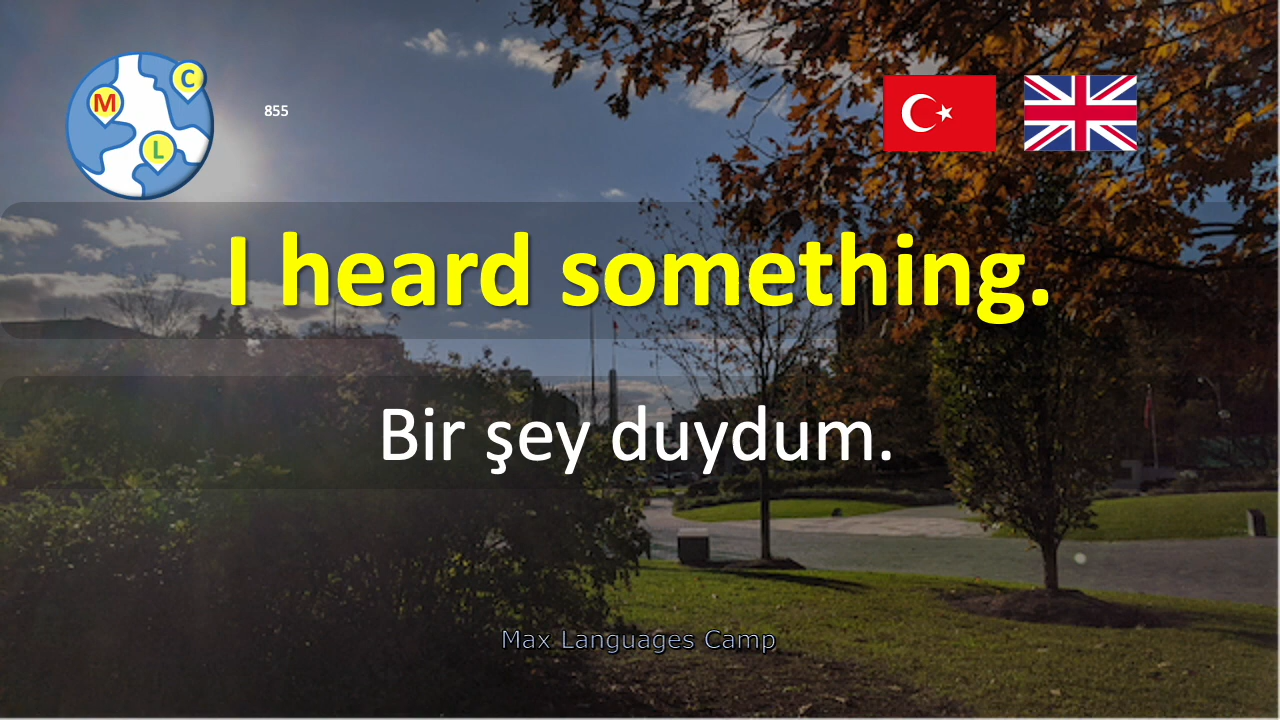 C
M
L
855
I heard something.
Bir şey duydum.
Max Languages Camp